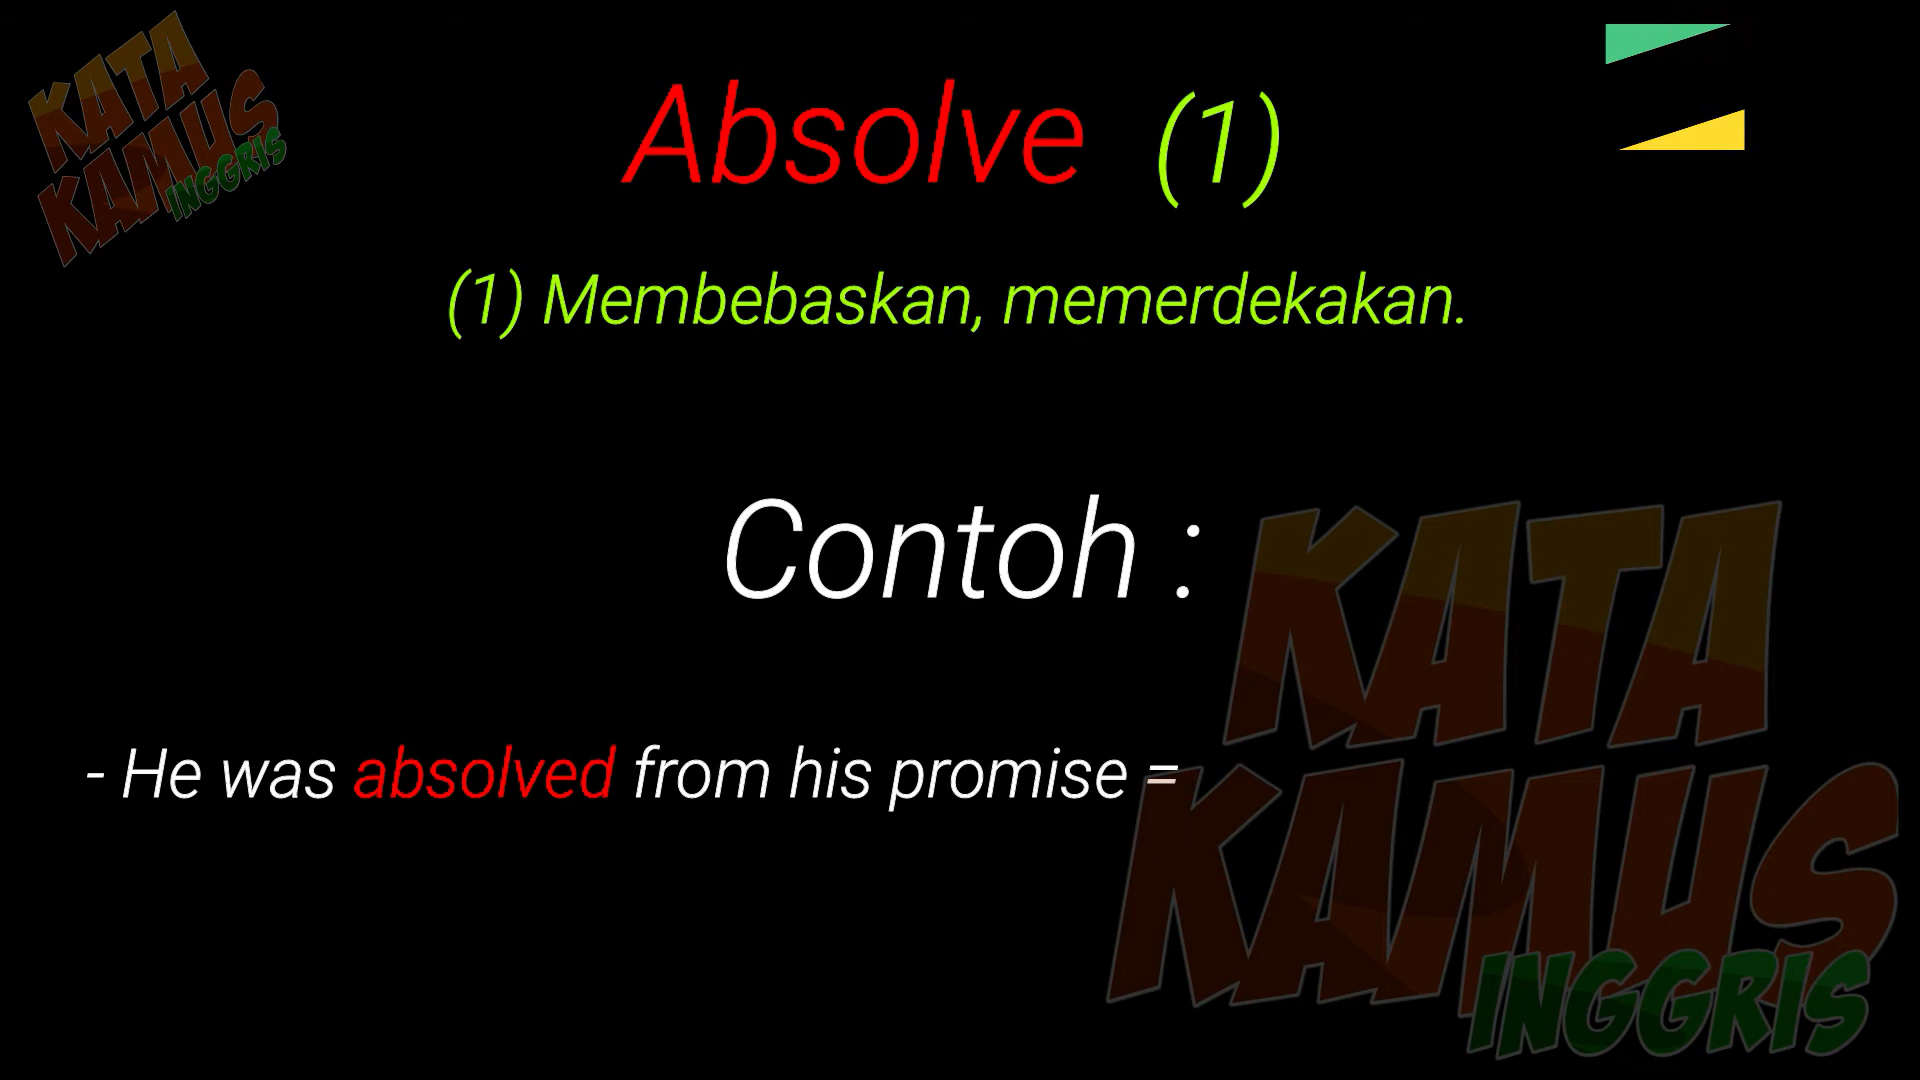 KATA
KAMUS
INGGRIS
Absolve (1)
(1) Membebaskan, memerdekakan.
Contoh :
- He was absolved from his promise =
KATA
KAMUS
INGGRIS